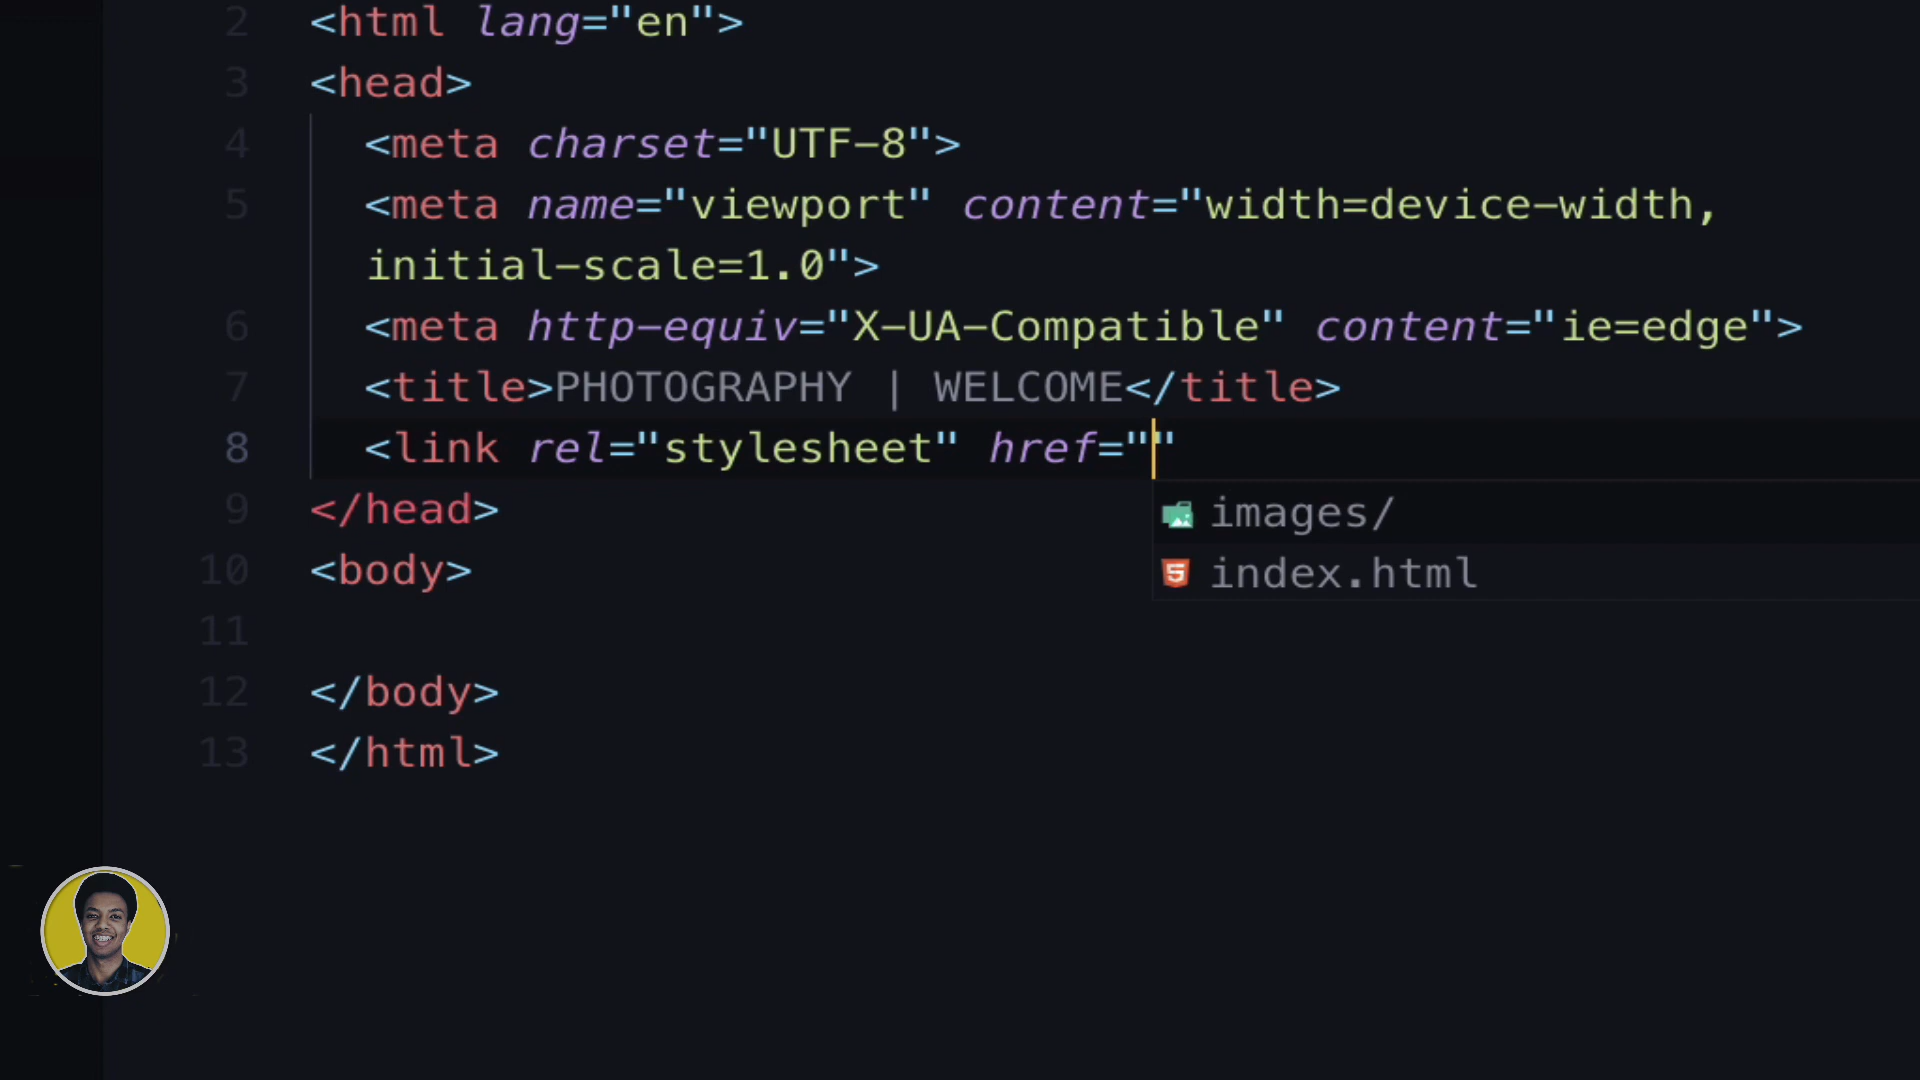 2 <html lang="en">
3 <head>
4 <meta charset="UTF-8">
5 <meta name="viewport" content="width=device-width,
initial-scale=1.0">
6 <meta http-equiv="X-UA-Compatible" content="ie=edge">
7 <title>PHOTOGRAPHY | WELCOME</title>
8 <link rel="stylesheet" href=""
9 </head>
images/
10 <body>
index.html
11
12 </body>
13 </html>